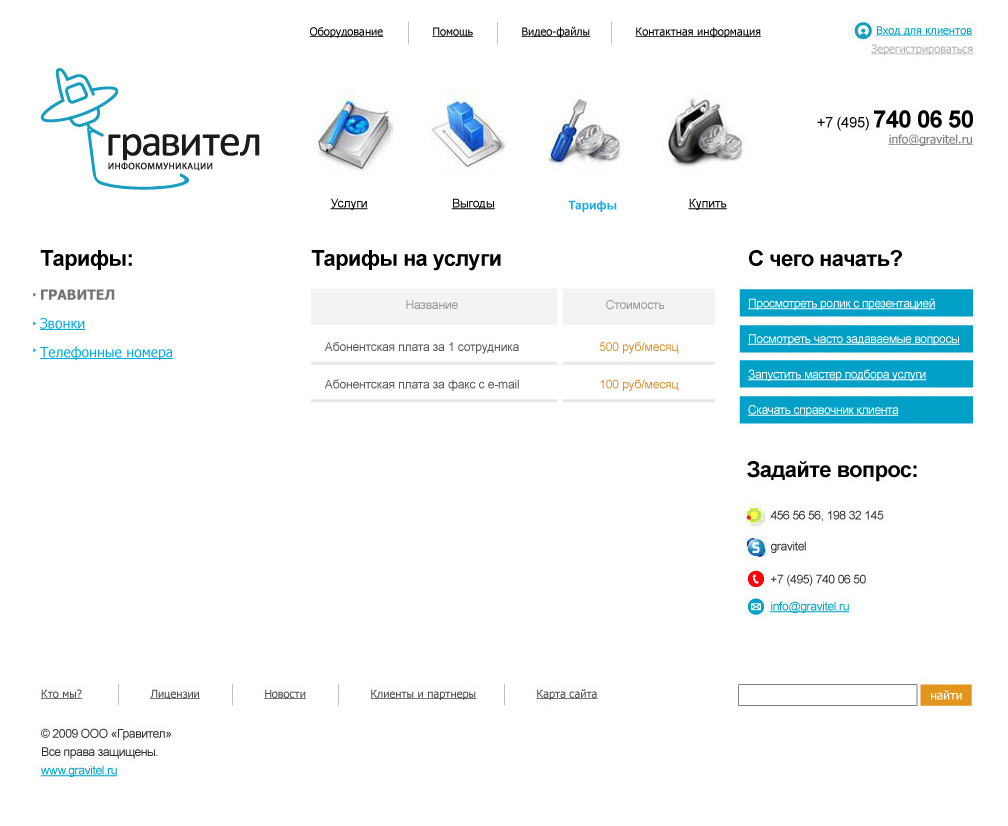 Оборудование
Помощь
Видео-файлы
Контактная информация
Вход для клиентов
Зерегистрироваться
гравител
ИНФОКОММУНИКАЦИИ
+7 (495) 740 06 50
info@gravitel.ru
Услуги
Выгоды
Тарифы
Купить
Тарифы:
ГРАВИТЕЛ
Звонки
Телефонные номера
Тарифы на услуги
Название Стоимость
Абонентская плата за 1 сотрудника 500 руб/месяц
Абонентская плата за факс с e-mail 100 руб/месяц
С чего начать?
Просмотреть ролик с презентацией
Посмотреть часто задаваемые вопросы
Запустить мастер подбора услуги
Скачать справочник клиента
Задайте вопрос:
456 56 56, 198 32 145
gravitel
+7 (495) 740 06 50
info@gravitel.ru
Кто мы?
Лицензии
Новости
Клиенты и партнеры
Карта сайта
найти
© 2009 ООО «Гравител»
Все права защищены.
www.gravitel.ru